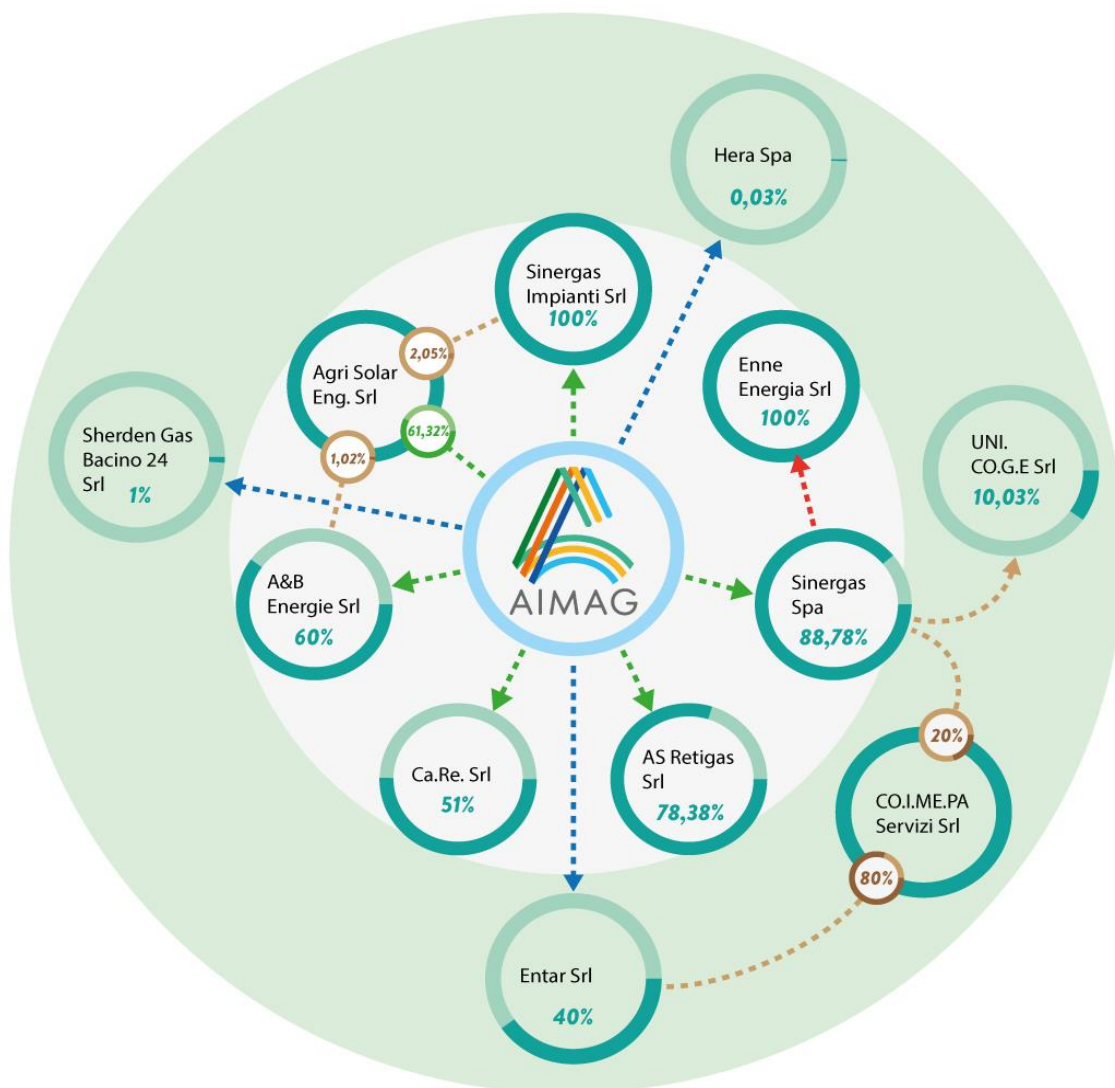 Hera Spa
0,03%
Sinergas
Impianti Srl
100%
2,05%
Agri Solar
Eng. Srl
61,32%
1,02%
Enne
Energia Srl
100%
Sherden Gas
Bacino 24
Srl
1%
UNI.
CO.G.E Srl
10,03%
AIMAG
A&B
Energie Srl
60%
Sinergas
Spa
88,78%
Ca.Re. Srl
51%
AS Retigas
Srl
78,38%
20%
CO.I.ME.PA
Servizi Srl
80%
Entar Srl
40%